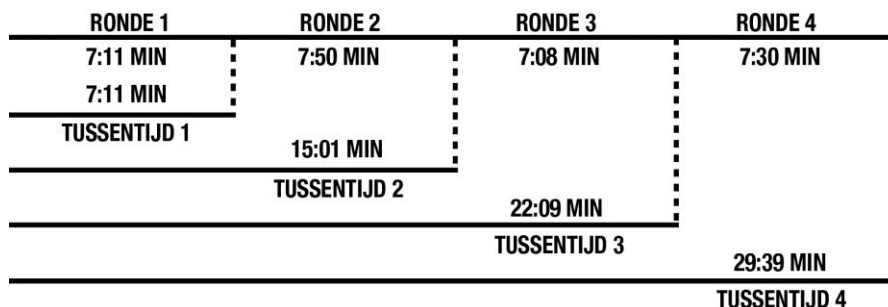 RONDE 1 RONDE 2 RONDE 3 RONDE 4
7:11 MIN 7:50 MIN 7:08 MIN 7:30 MIN
7:11 MIN
TUSSENTIJD 1
15:01 MIN
TUSSENTIJD 2
22:09 MIN
TUSSENTIJD 3
29:39 MIN
TUSSENTIJD 4